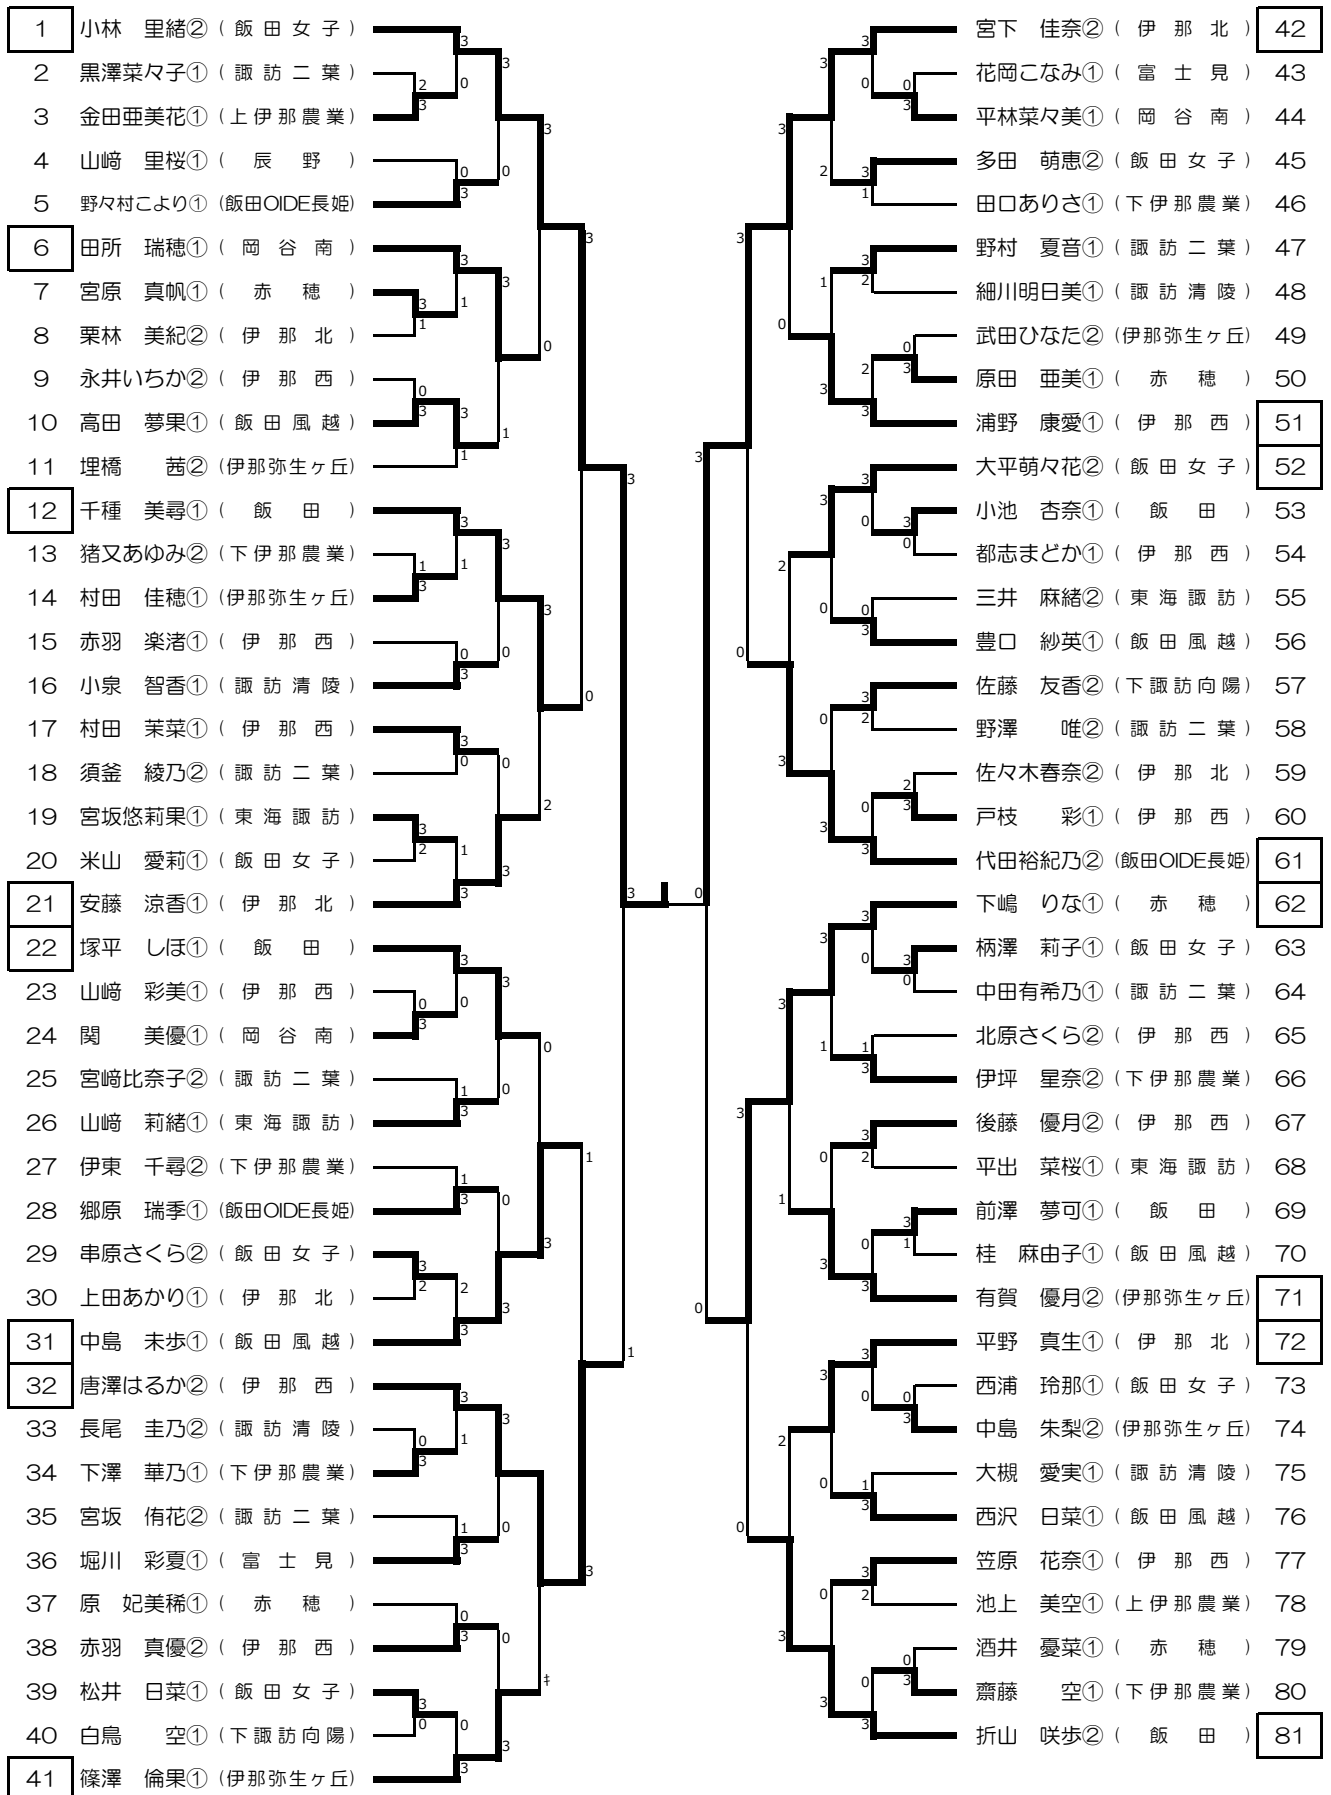 1 小林 里緒② ( 飯 田 女 子 )
2 黒澤菜々子① ( 諏 訪 二 葉 )
3 金田亜美花① ( 上 伊 那 農 業 )
4 山﨑 里桜① ( 辰 野 )
5 野々村こより① (飯田OIDE長姫)
6 田所 瑞穂① ( 岡 谷 南 )
7 宮原 真帆① ( 赤 穂 )
8 栗林 美紀② ( 伊 那 北 )
9 永井いちか② ( 伊 那 西 )
10 高田 夢果① ( 飯 田 風 越 )
11 埋橋 茜② (伊那弥生ヶ丘)
12 千種 美尋① ( 飯 田 )
13 猪又あゆみ② ( 下 伊 那 農 業 )
14 村田 佳穂① (伊那弥生ヶ丘)
15 赤羽 楽渚① ( 伊 那 西 )
16 小泉 智香① ( 諏 訪 清 陵 )
17 村田 茉菜① ( 伊 那 西 )
18 須釜 綾乃② ( 諏 訪 二 葉 )
19 宮坂悠莉果① ( 東 海 諏 訪 )
20 米山 愛莉① ( 飯 田 女 子 )
21 安藤 涼香① ( 伊 那 北 )
22 塚平 しほ① ( 飯 田 )
23 山﨑 彩美① ( 伊 那 西 )
24 関 美優① ( 岡 谷 南 )
25 宮﨑比奈子② ( 諏 訪 二 葉 )
26 山﨑 莉緒① ( 東 海 諏 訪 )
27 伊東 千尋② ( 下 伊 那 農 業 )
28 郷原 瑞季① (飯田OIDE長姫)
29 串原さくら② ( 飯 田 女 子 )
30 上田あかり① ( 伊 那 北 )
31 中島 未歩① ( 飯 田 風 越 )
32 唐澤はるか② ( 伊 那 西 )
33 長尾 圭乃② ( 諏 訪 清 陵 )
34 下澤 華乃① ( 下 伊 那 農 業 )
35 宮坂 侑花② ( 諏 訪 二 葉 )
36 堀川 彩夏① ( 富 士 見 )
37 原 妃美稀① ( 赤 穂 )
38 赤羽 真優② ( 伊 那 西 )
39 松井 日菜① ( 飯 田 女 子 )
40 白鳥 空① ( 下 諏 訪 向 陽 )
41 篠澤 倫果① (伊那弥生ヶ丘)
宮下 佳奈② ( 伊 那 北 ) 42
花岡こなみ① ( 富 士 見 ) 43
平林菜々美① ( 岡 谷 南 ) 44
多田 萌恵② ( 飯 田 女 子 ) 45
田口ありさ① ( 下 伊 那 農 業 ) 46
野村 夏音① ( 諏 訪 二 葉 ) 47
細川明日美① ( 諏 訪 清 陵 ) 48
武田ひなた② (伊那弥生ヶ丘) 49
原田 亜美① ( 赤 穂 ) 50
浦野 康愛① ( 伊 那 西 ) 51
大平萌々花② ( 飯 田 女 子 ) 52
小池 杏奈① ( 飯 田 ) 53
都志まどか① ( 伊 那 西 ) 54
三井 麻緒② ( 東 海 諏 訪 ) 55
豊口 紗英① ( 飯 田 風 越 ) 56
佐藤 友香② ( 下 諏 訪 向 陽 ) 57
野澤 唯② ( 諏 訪 二 葉 ) 58
佐々木春奈② ( 伊 那 北 ) 59
戸枝 彩① ( 伊 那 西 ) 60
代田裕紀乃② (飯田OIDE長姫) 61
下嶋 りな① ( 赤 穂 ) 62
柄澤 莉子① ( 飯 田 女 子 ) 63
中田有希乃① ( 諏 訪 二 葉 ) 64
北原さくら② ( 伊 那 西 ) 65
伊坪 星奈② ( 下 伊 那 農 業 ) 66
後藤 優月② ( 伊 那 西 ) 67
平出 菜桜① ( 東 海 諏 訪 ) 68
前澤 夢可① ( 飯 田 ) 69
桂 麻由子① ( 飯 田 風 越 ) 70
有賀 優月② (伊那弥生ヶ丘) 71
平野 真生① ( 伊 那 北 ) 72
西浦 玲那① ( 飯 田 女 子 ) 73
中島 朱梨② (伊那弥生ヶ丘) 74
大槻 愛実① ( 諏 訪 清 陵 ) 75
西沢 日菜① ( 飯 田 風 越 ) 76
笠原 花奈① ( 伊 那 西 ) 77
池上 美空① ( 上 伊 那 農 業 ) 78
酒井 憂菜① ( 赤 穂 ) 79
齋藤 空① ( 下 伊 那 農 業 ) 80
折山 咲歩② ( 飯 田 ) 81